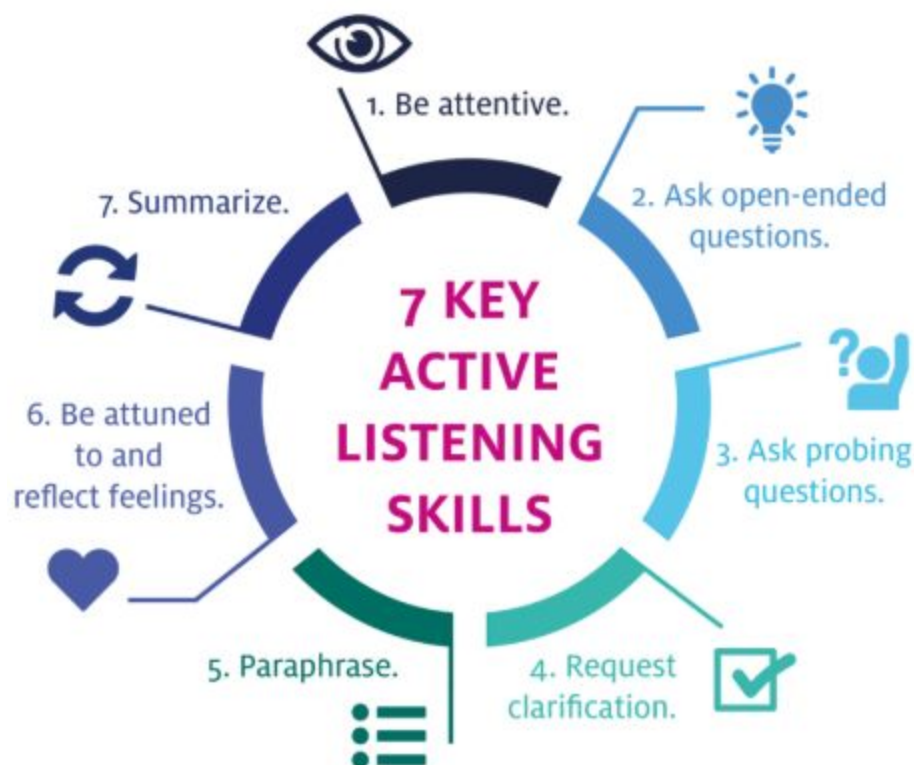 7 KEY
ACTIVE
LISTENING
SKILLS
1. Be attentive.
2. Ask open-ended
questions.
3. Ask probing
questions.
4. Request
clarification.
5. Paraphrase.
6. Be attuned
to and
reflect feelings.
7. Summarize.